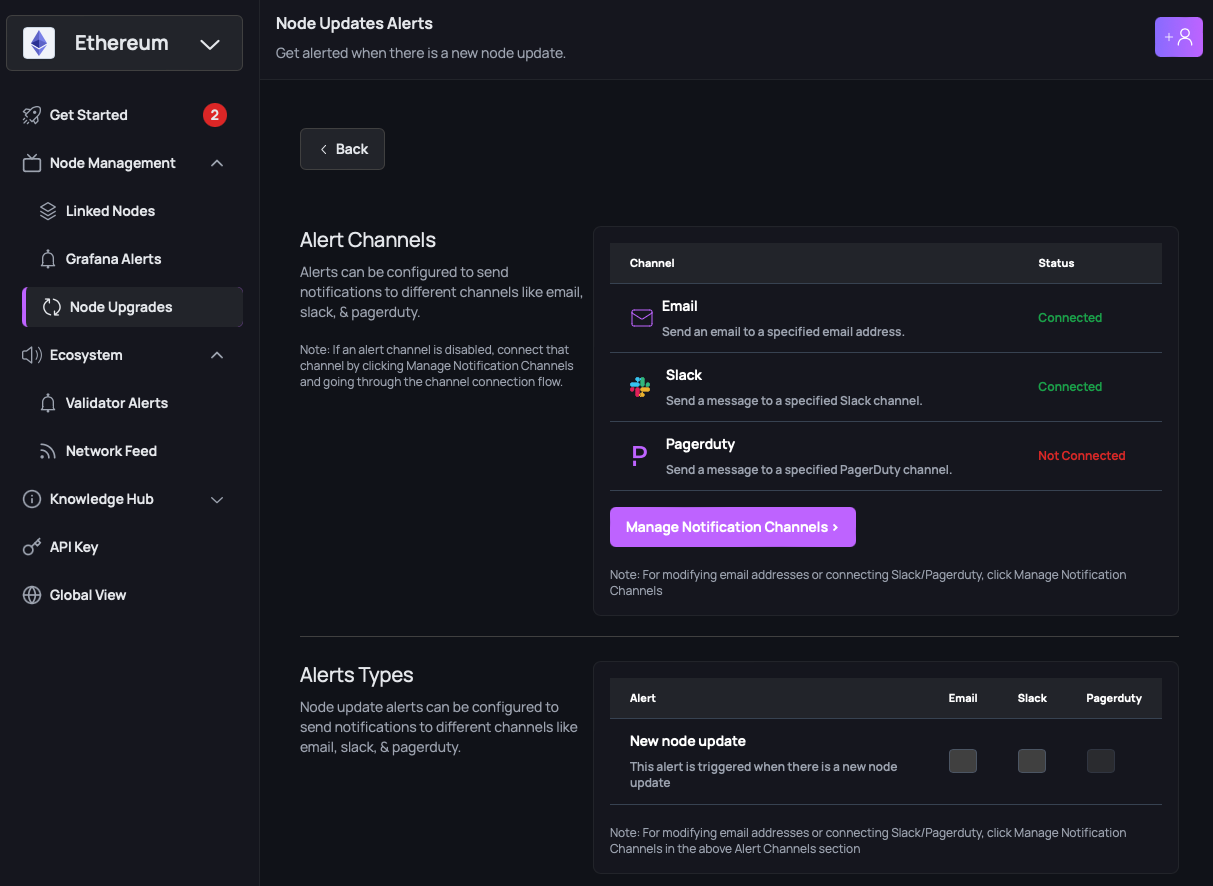 Ethereum
Get Started
2
Node Management
Linked Nodes
Grafana Alerts
Node Upgrades
Ecosystem
Validator Alerts
Network Feed
Knowledge Hub
API Key
Global View
Node Updates Alerts
Get alerted when there is a new node update.
Back
Alert Channels
Alerts can be configured to send
notifications to different channels like email,
slack, & pagerduty.
Note: If an alert channel is disabled, connect that
channel by clicking Manage Notification Channels
and going through the channel connection flow.
Channel Status
Email
Send an email to a specified email address.
Connected
Slack
Send a message to a specified Slack channel.
Connected
Pagerduty
Send a message to a specified PagerDuty channel.
Not Connected
Manage Notification Channels ›
Note: For modifying email addresses or connecting Slack/Pagerduty, click Manage Notification
Channels
Alerts Types
Node update alerts can be configured to
send notifications to different channels like
email, slack, & pagerduty.
Alert Email Slack Pagerduty
New node update
This alert is triggered when there is a new node
update
Note: For modifying email addresses or connecting Slack/Pagerduty, click Manage Notification
Channels in the above Alert Channels section